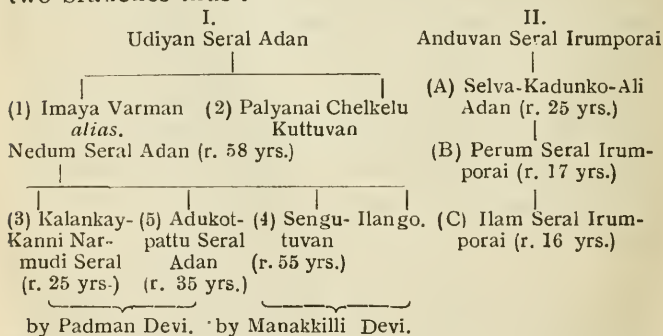 two branches thus :
I. II.
Udiyan Seral Adan Anduvan Seral Irumporai
(A) Selva-Kadunko-Ali
Adan (r. 25 yrs.)
(1) Imaya Varman (2) Palyanai Chelkelu
alias. Kuttuvan
Nedum Seral Adan (r. 58 yrs.)
(B) Perum Seral Irum-
porai (r. 17 yrs.)
(3) Kalankay- (5) Adukot- (4) Sengu- Ilango. (C) Ilam Seral Irum-
Kanni Nar- pattu Seral tuvan porai (r. 16 yrs.)
mudi Seral Adan (r. 55 yrs.)
(r. 25 yrs-) (r. 35 yrs.)
by Padman Devi. by Manakkilli Devi.